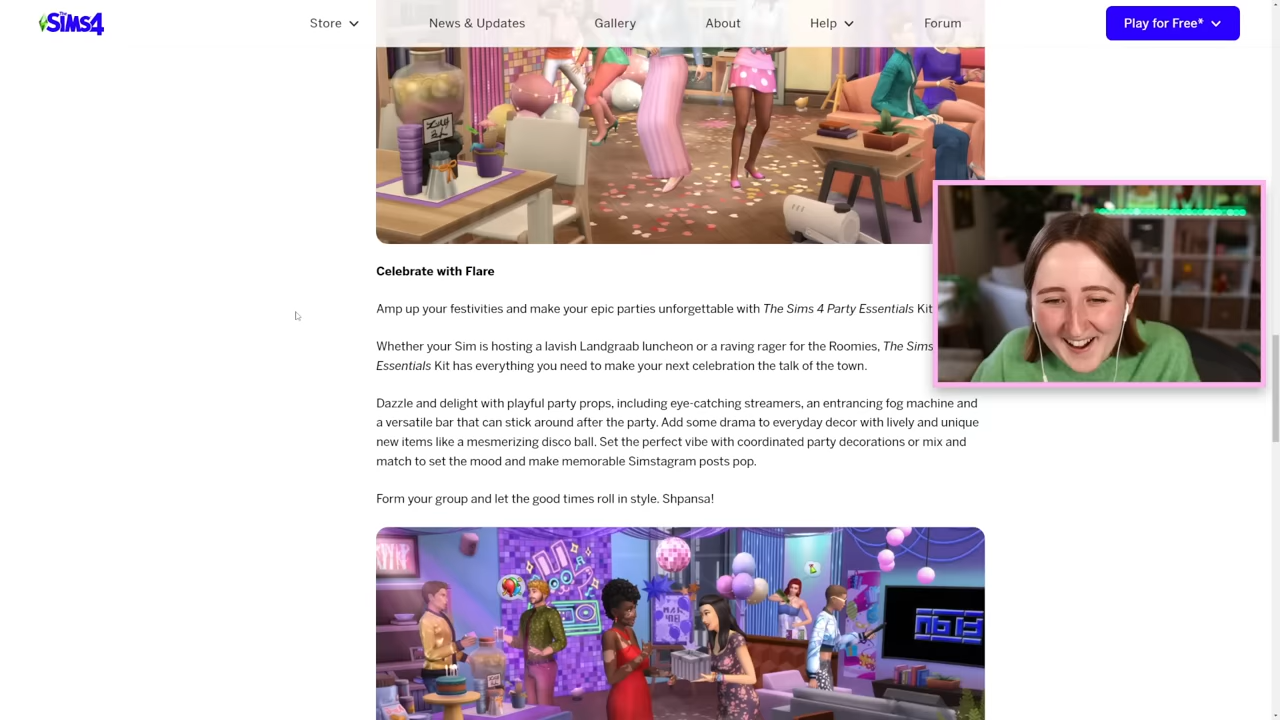 The SIMS 4
Store
News & Updates
Gallery
About
Help
Forum
Play for Free*
Celebrate with Flare
Amp up your festivities and make your epic parties unforgettable with The Sims 4 Party Essentials Kit
Whether your Sim is hosting a lavish Landgraab luncheon or a raving rager for the Roomies, The Sims
Essentials Kit has everything you need to make your next celebration the talk of the town.
Dazzle and delight with playful party props, including eye-catching streamers, an entrancing fog machine and
a versatile bar that can stick around after the party. Add some drama to everyday decor with lively and unique
new items like a mesmerizing disco ball. Set the perfect vibe with coordinated party decorations or mix and
match to set the mood and make memorable Simstagram posts pop.
Form your group and let the good times roll in style. Shpansa!